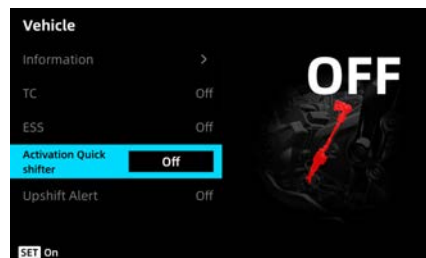 Vehicle
Information >
TC Off
OFF
ESS Off
Activation Quick
shifter Off
Upshift Alert Off
SET On